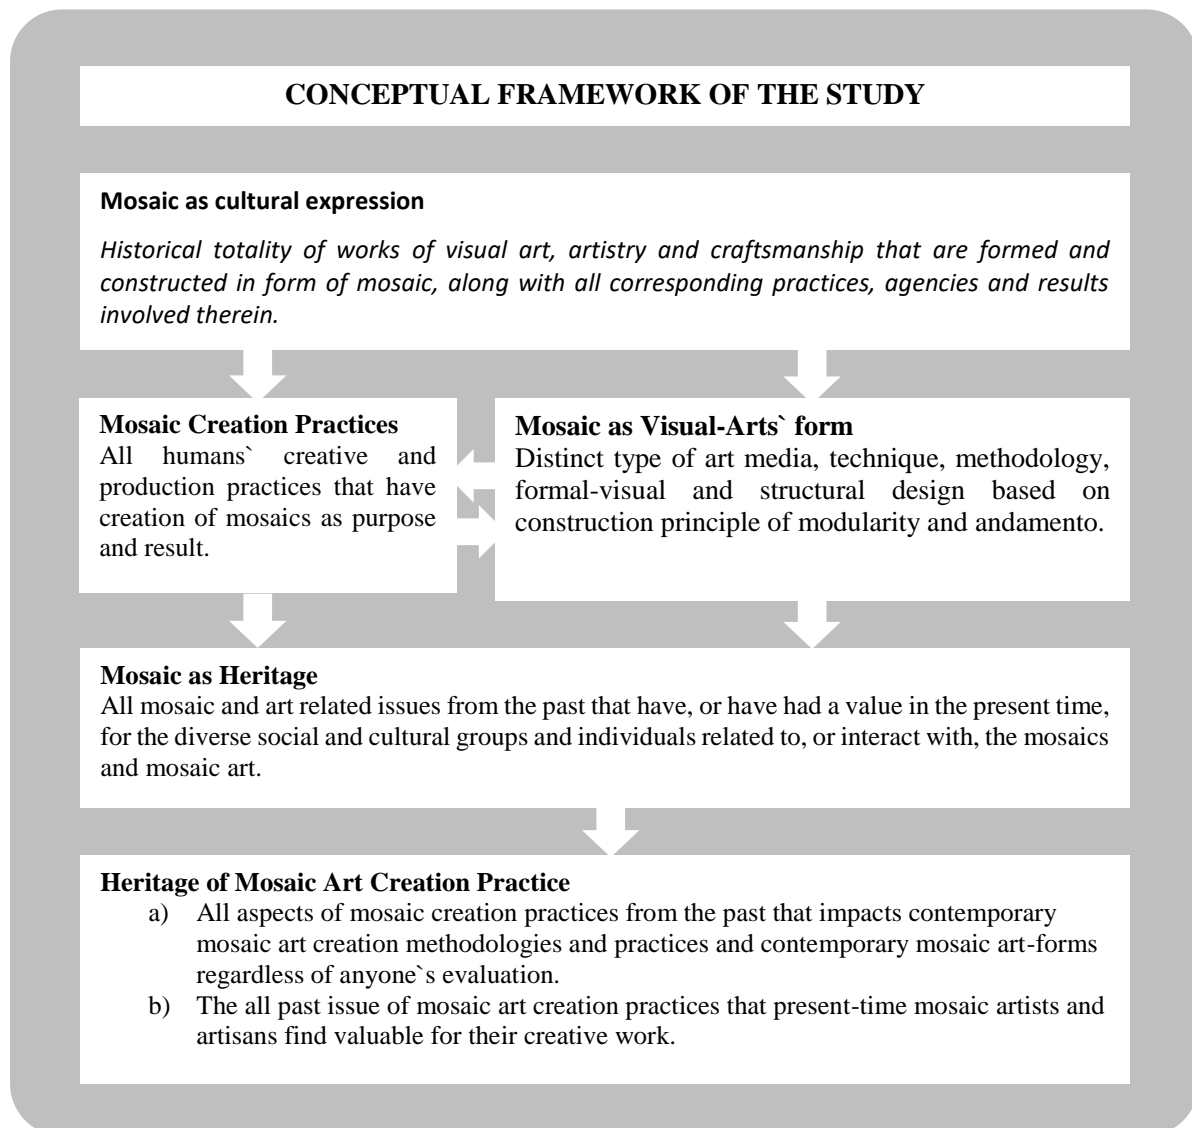 CONCEPTUAL FRAMEWORK OF THE STUDY
Mosaic as cultural expression
Historical totality of works of visual art, artistry and craftsmanship that are formed and
constructed in form of mosaic, along with all corresponding practices, agencies and results
involved therein.
Mosaic Creation Practices
All humans` creative and
production practices that have
creation of mosaics as purpose
and result.
Mosaic as Visual-Arts` form
Distinct type of art media, technique, methodology,
formal-visual and structural design based on
construction principle of modularity and andamento.
Mosaic as Heritage
All mosaic and art related issues from the past that have, or have had a value in the present time,
for the diverse social and cultural groups and individuals related to, or interact with, the mosaics
and mosaic art.
Heritage of Mosaic Art Creation Practice
a) All aspects of mosaic creation practices from the past that impacts contemporary
mosaic art creation methodologies and practices and contemporary mosaic art-forms
regardless of anyone`s evaluation.
b) The all past issue of mosaic art creation practices that present-time mosaic artists and
artisans find valuable for their creative work.